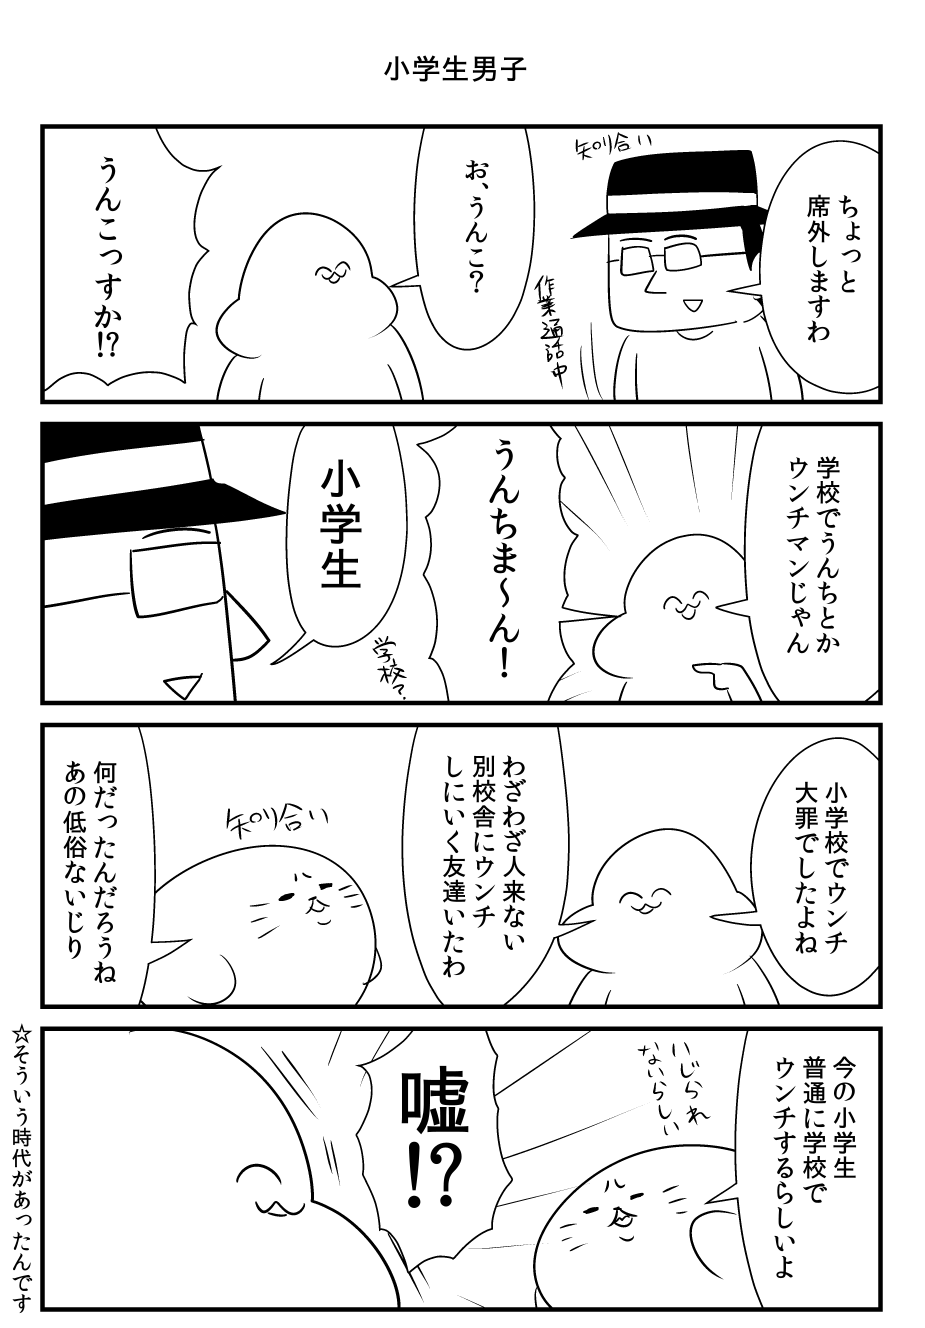 小学生男子
知り合い
ちょっと
席外しますわ
作業通話中
お、うんこ?
うんこっすか!?
学校でうんちとか
ウンチマンじゃん
うんちま〜ん!
小学生
学校?
小学校でウンチ
大罪でしたよね
わざわざ人来ない
別校舎にウンチ
しにいく友達いたわ
知り合い
何だったんだろうね
あの低俗ないじり
今の小学生
普通に学校で
ウンチするらしいよ
いじられ
ないらしい
嘘!?
☆そういう時代があったんです